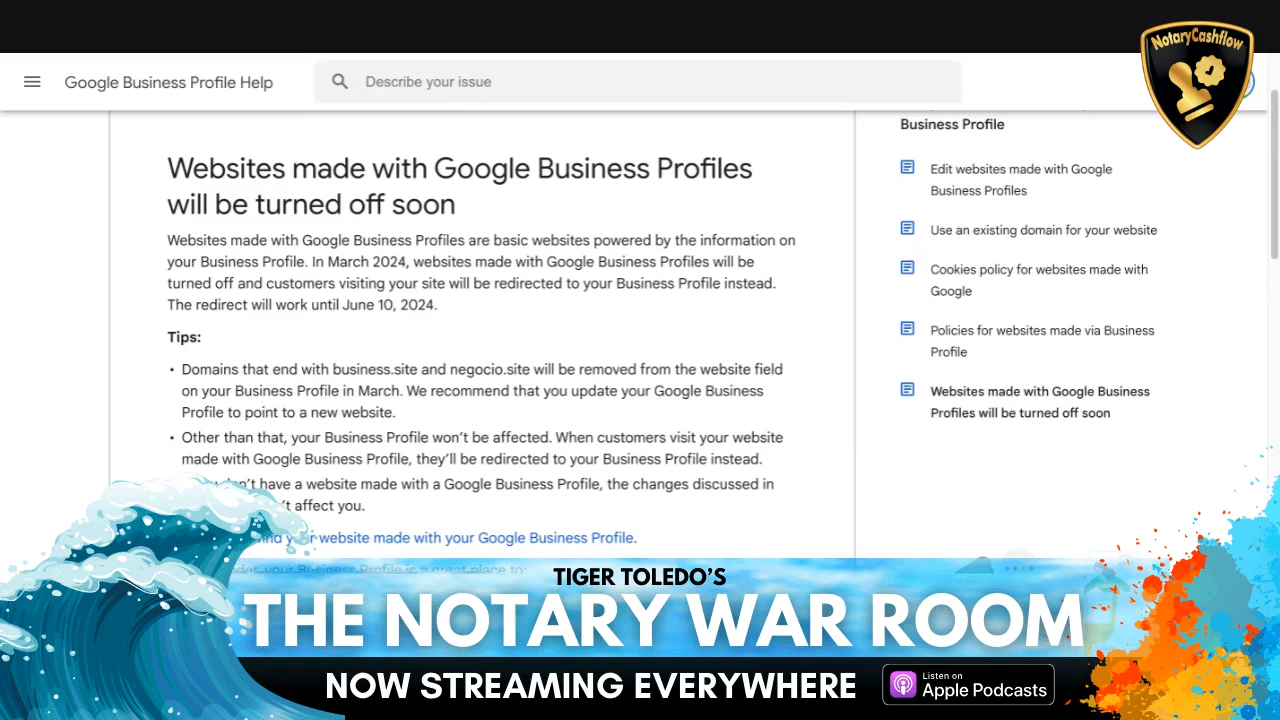 NotaryCashflow
Google Business Profile Help
Describe your issue
Business Profile
Websites made with Google Business Profiles
will be turned off soon
Websites made with Google Business Profiles are basic websites powered by the information on
your Business Profile. In March 2024, websites made with Google Business Profiles will be
turned off and customers visiting your site will be redirected to your Business Profile instead.
The redirect will work until June 10, 2024.
Tips:
• Domains that end with business.site and negocio.site will be removed from the website field
on your Business Profile in March. We recommend that you update your Google Business
Profile to point to a new website.
• Other than that, your Business Profile won't be affected. When customers visit your website
made with Google Business Profile, they'll be redirected to your Business Profile instead.
have a website made with a Google Business Profile, the changes discussed in
affect you.
website made with your Google Business Profile.
your Business Profile is a great place to:
Edit websites made with Google
Business Profiles
Use an existing domain for your website
Cookies policy for websites made with
Google
Policies for websites made via Business
Profile
Websites made with Google Business
Profiles will be turned off soon
TIGER TOLEDO'S
THE NOTARY WAR ROOM
NOW STREAMING EVERYWHERE
Listen on
Apple Podcasts